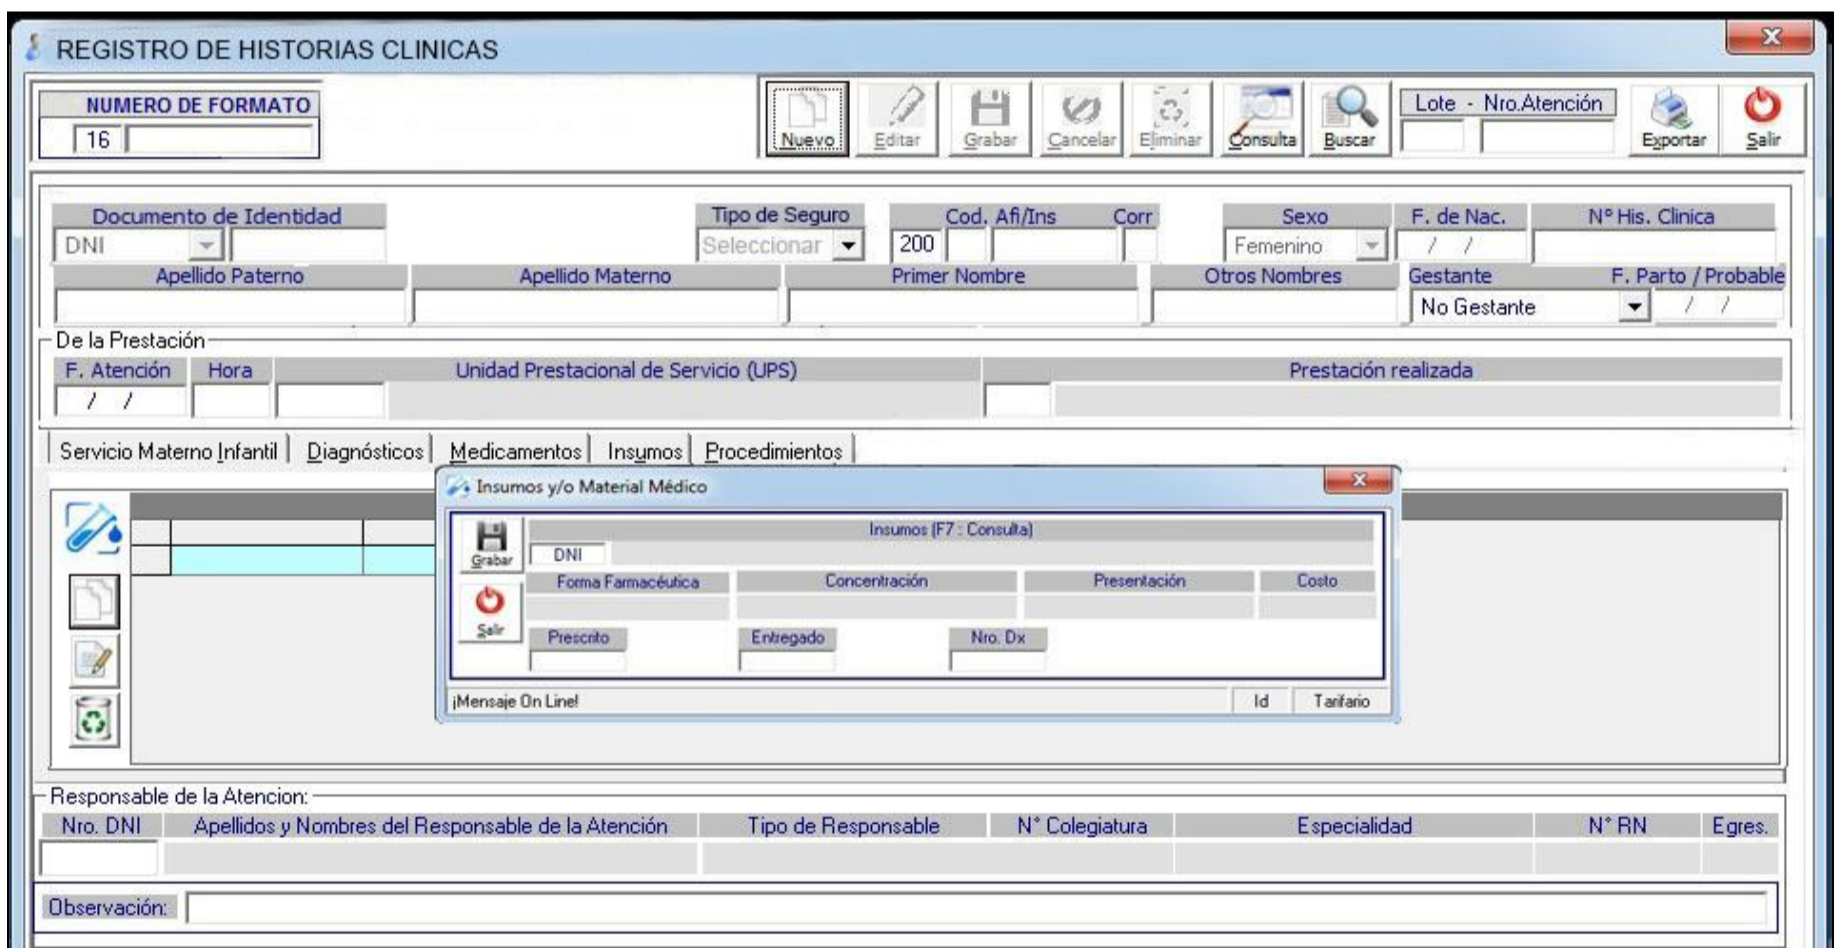 REGISTRO DE HISTORIAS CLINICAS
NUMERO DE FORMATO
16
Nuevo Editar Grabar Cancelar Eliminar Consulta Buscar
Lote - Nro.Atención
Exportar Salir
Documento de Identidad Tipo de Seguro Cod. Afi/Ins Corr Sexo F. de Nac. Nº His. Clinica
DNI Seleccionar 200 Femenino / /
Apellido Paterno Apellido Materno Primer Nombre Otros Nombres Gestante F. Parto / Probable
No Gestante / /
De la Prestación
F. Atención Hora Unidad Prestacional de Servicio (UPS) Prestación realizada
/ /
Servicio Materno Infantil Diagnósticos Medicamentos Insumos Procedimientos
Insumos y/o Material Médico
Grabar
Insumos (F7 : Consulta)
DNI
Forma Farmacéutica Concentración Presentación Costo
Salir
Prescrito Entregado Nro. Dx
¡Mensaje On Line! Id Tarifario
Responsable de la Atencion:
Nro. DNI Apellidos y Nombres del Responsable de la Atención Tipo de Responsable N° Colegiatura Especialidad N° RN Egres.
Observación: